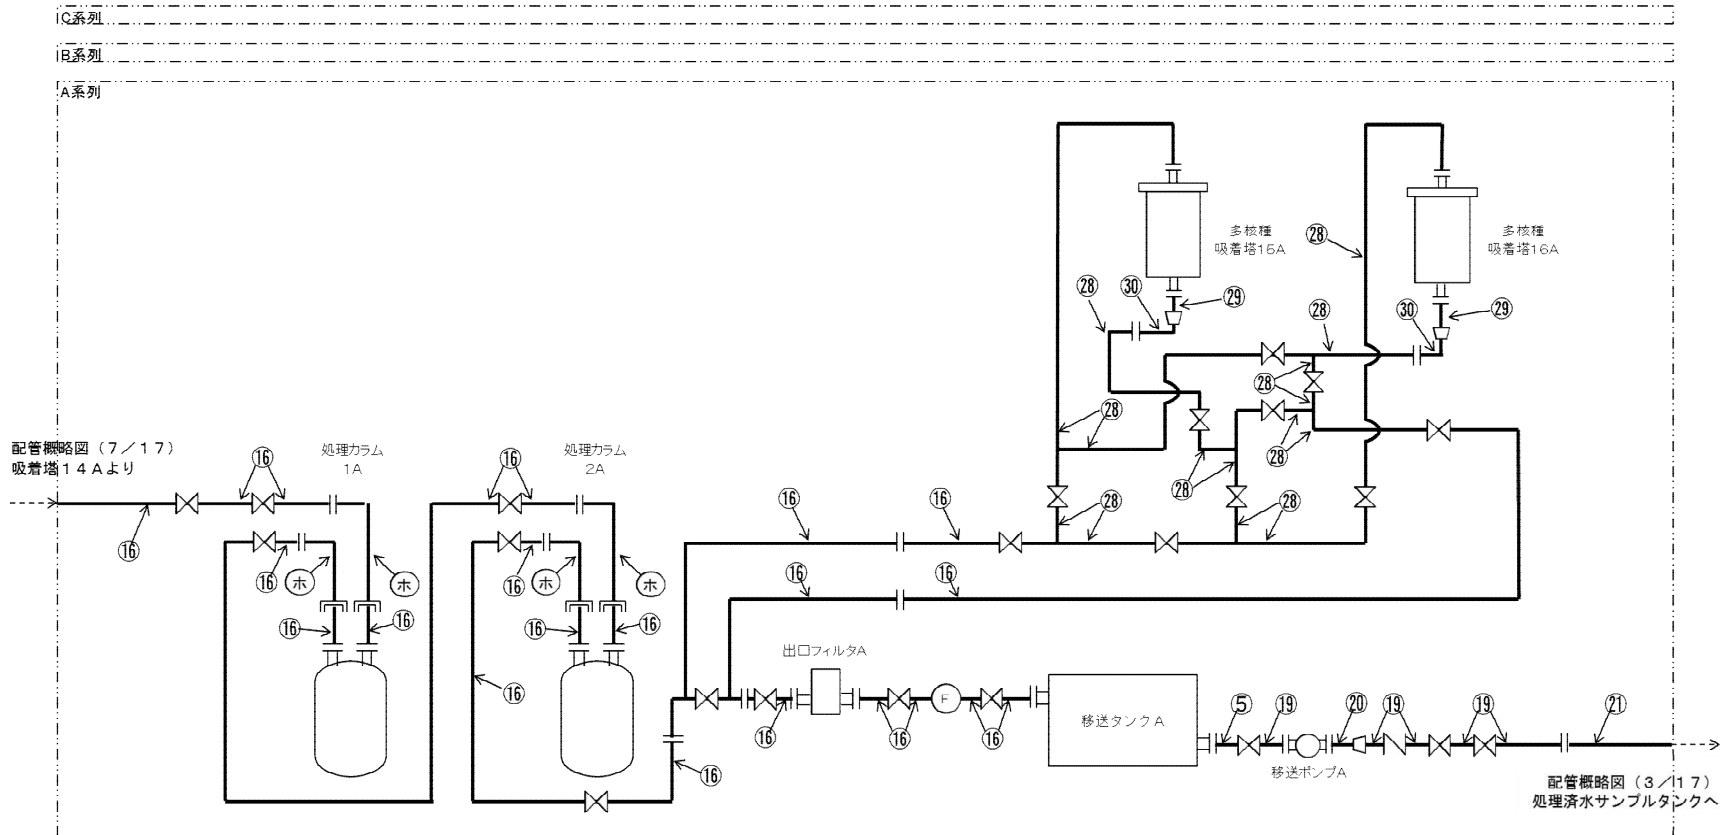 C系列
B系列
A系列
多核種
吸着塔15A
多核種
吸着塔16A
㉘
㉘
㉚
㉙
㉘
㉚
㉙
㉘
㉘
㉘
㉘
㉘
㉘
配管概略図(7/17)
吸着塔14Aより
処理カラム
1A
処理カラム
2A
⑯
⑯
⑯
⑯
⑯
㉘
⑯
⑯
ホ
ホ
ホ
ホ
⑯
⑯
⑯
⑯
⑯
⑯
⑯
出口フィルタA
F
移送タンクA
⑤
⑲
⑳
⑲
⑲
㉑
⑯
⑯
⑯
⑯
移送ポンプA
配管概略図(3/17)
処理済水サンプルタンクへ